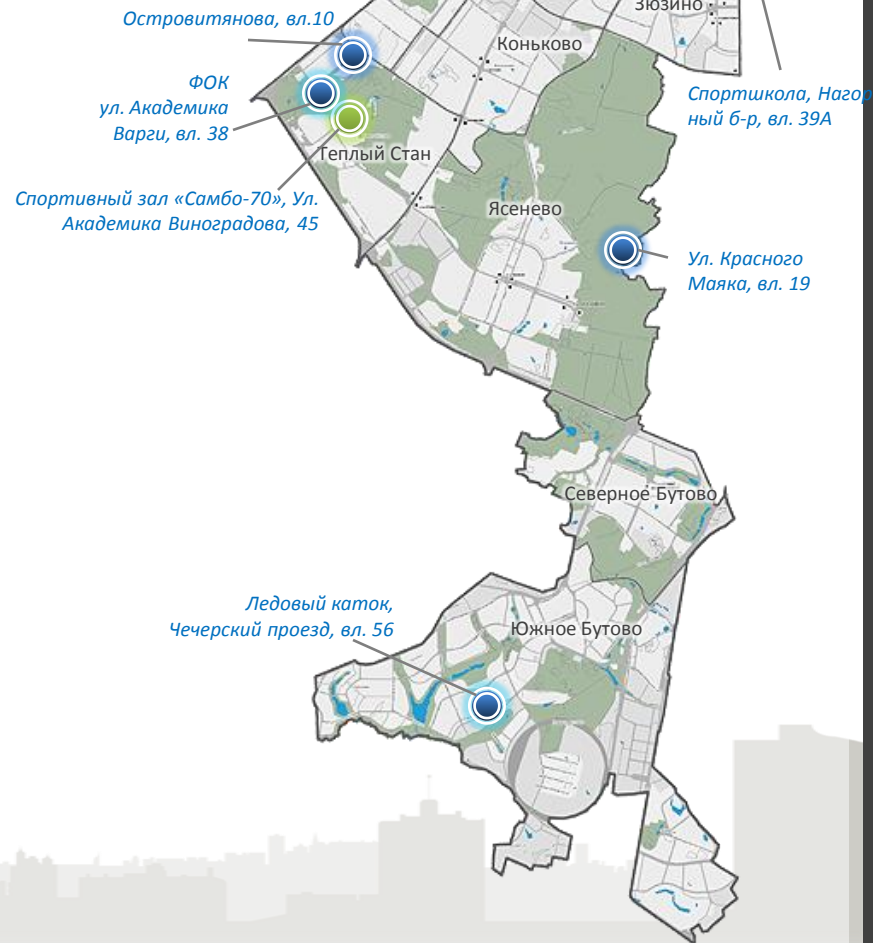 Зюзино
Островитянова, вл.10
Коньково
ФОК
ул. Академика
Варги, вл. 38
Спортшкола, Нагор
ный б-р, вл. 39А
Теплый Стан
Спортивный зал «Самбо-70», Ул.
Академика Виноградова, 45
Ясенево
Ул. Красного
Маяка, вл. 19
Северное Бутово
Ледовый каток,
Чечерский проезд, вл. 56
Южное Бутово